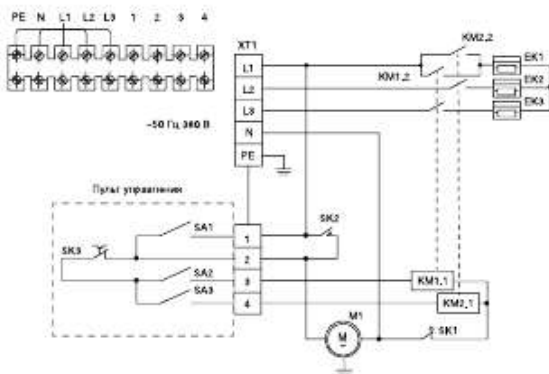 PE N L1 L2 L3 1 2 3 4
~50 Гц 380 В
XT1
L1
L2
L3
N
PE
KM2.2
KM1.2
EK1
EK2
EK3
Пульт управления
SA1
SK3
SA2
SA3
1
2
3
4
SK2
KM1.1
KM2.1
M1
M
SK1